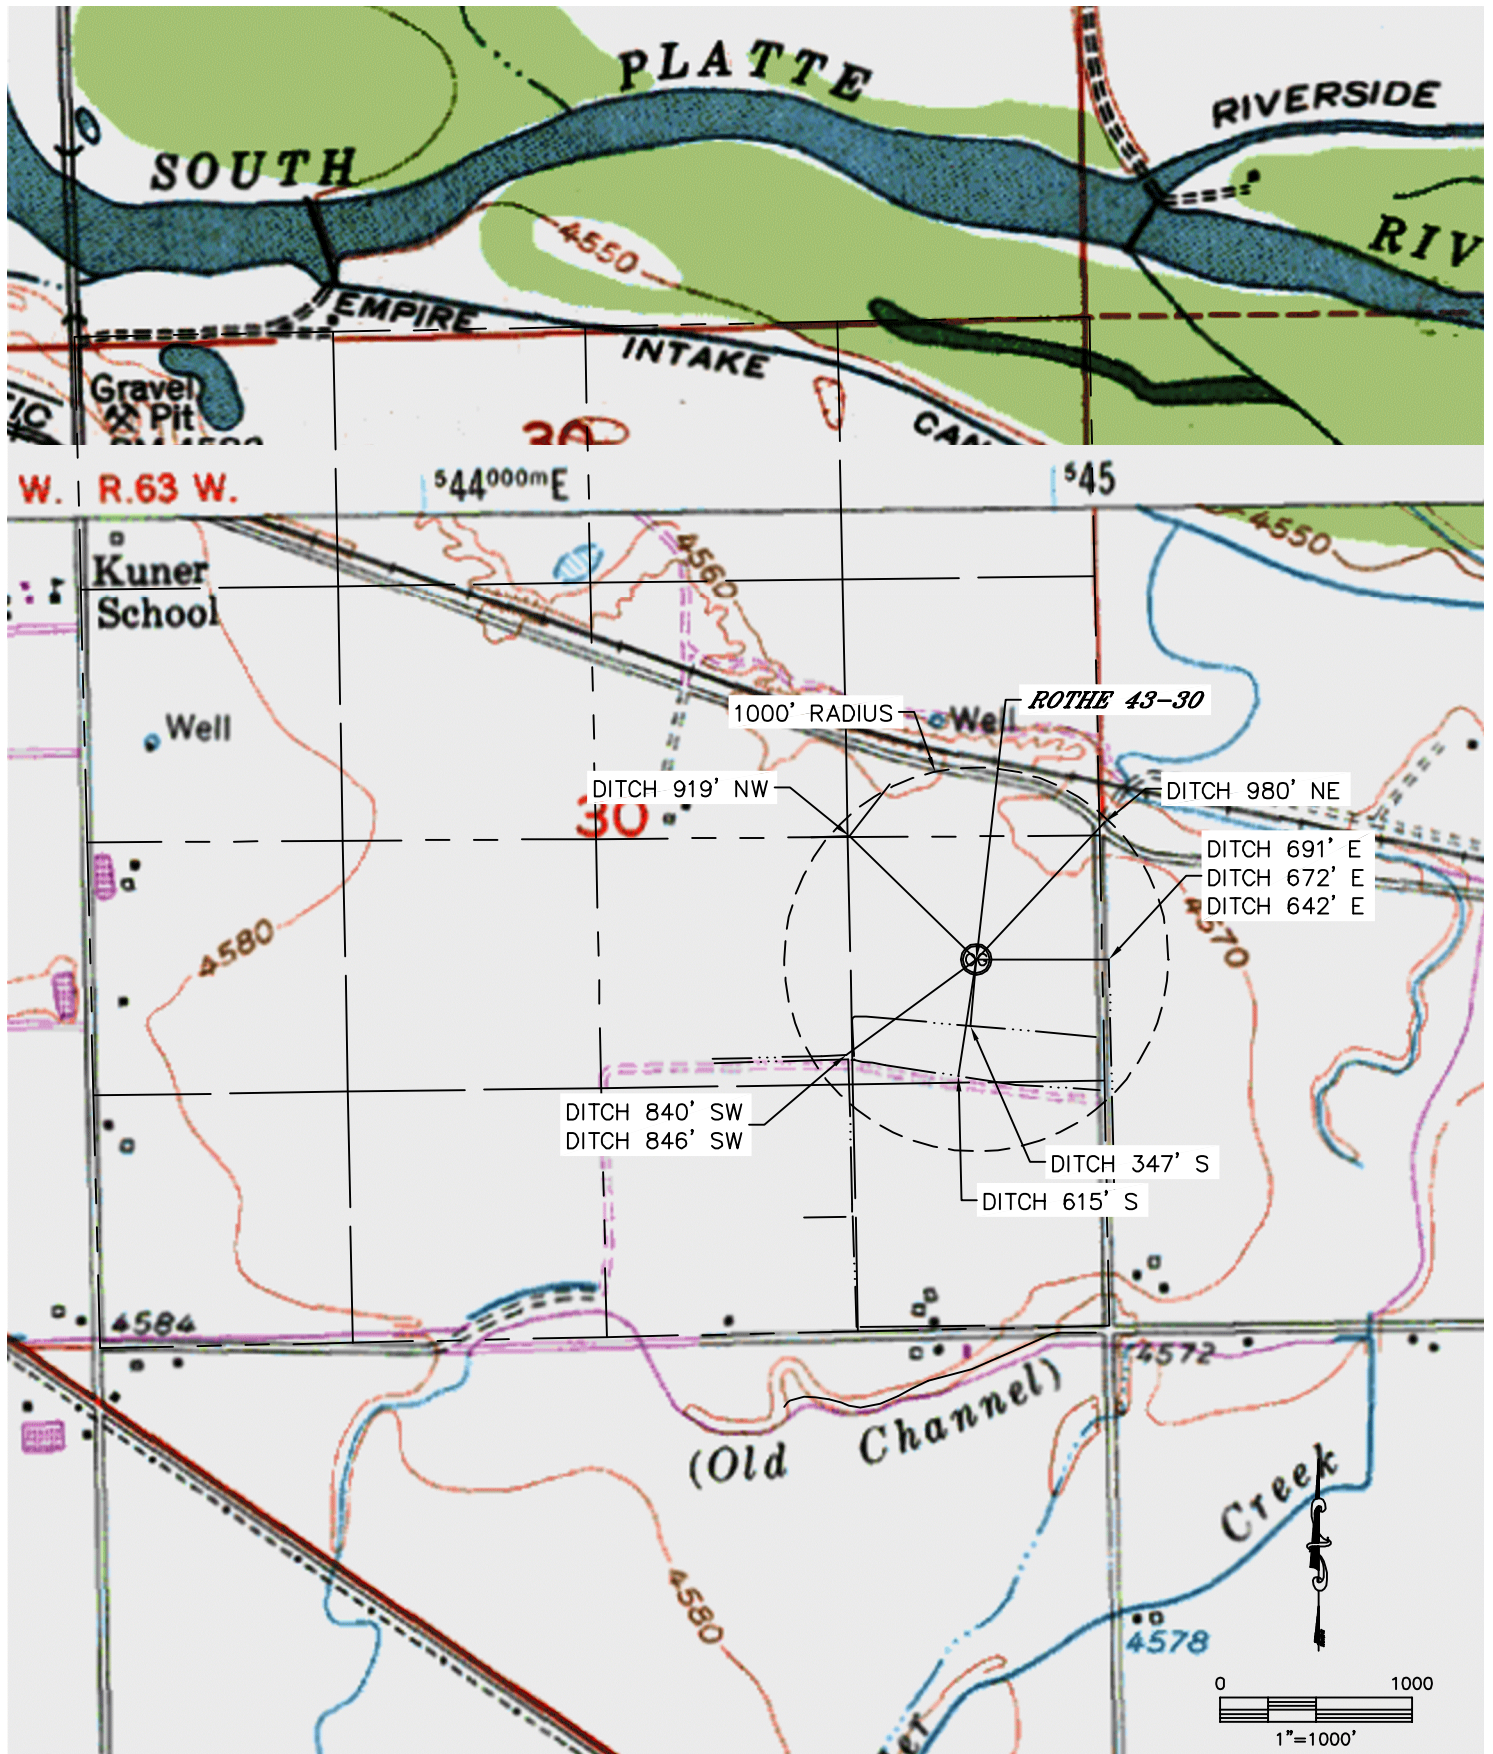 PLATTE
RIVERSIDE
SOUTH
RIV
4550
EMPIRE
INTAKE
Gravel
Pit
IC
30
CAN
W. R.63 W.
544000mE
545
4550
Kuner
School
4560
Well
ROTHE 43-30
1000' RADIUS
Well
DITCH 919' NW
DITCH 980' NE
30
DITCH 691' E
DITCH 672' E
DITCH 642' E
4580
4570
DITCH 840' SW
DITCH 846' SW
DITCH 347' S
DITCH 615' S
4584
4572
(Old Channel)
Creek
4580
4578
er
0 1000
1"=1000'